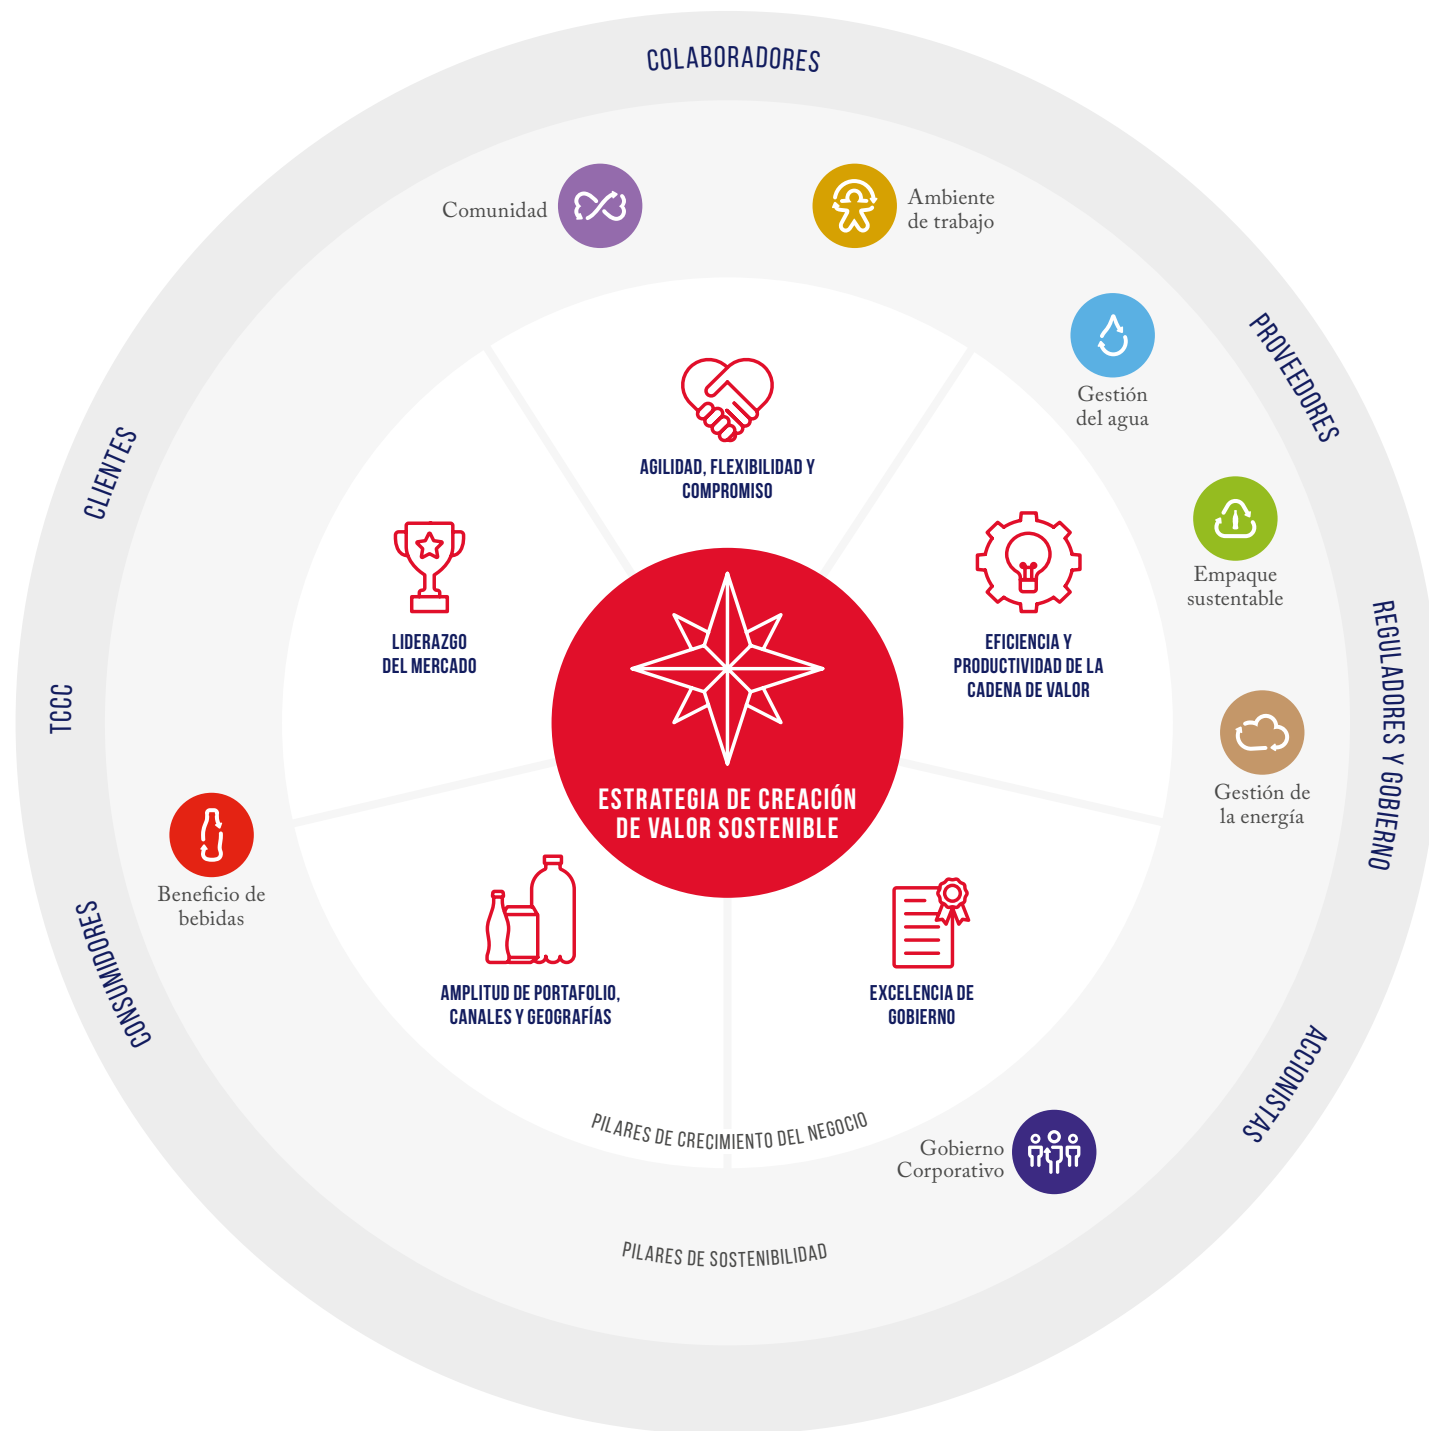 COLABORADORES
Comunidad
Ambiente
de trabajo
Gestión
del agua
PROVEEDORES
CLIENTES
AGILIDAD, FLEXIBILIDAD Y
COMPROMISO
Empaque
sustentable
LIDERAZGO
DEL MERCADO
EFICIENCIA Y
PRODUCTIVIDAD DE LA
CADENA DE VALOR
REGULADORES Y GOBIERNO
TCCC
Gestión de
la energía
ESTRATEGIA DE CREACIÓN
DE VALOR SOSTENIBLE
Beneficio de
bebidas
CONSUMIDORES
AMPLITUD DE PORTAFOLIO,
CANALES Y GEOGRAFÍAS
EXCELENCIA DE
GOBIERNO
ACCIONISTAS
PILARES DE CRECIMIENTO DEL NEGOCIO
Gobierno
Corporativo
PILARES DE SOSTENIBILIDAD